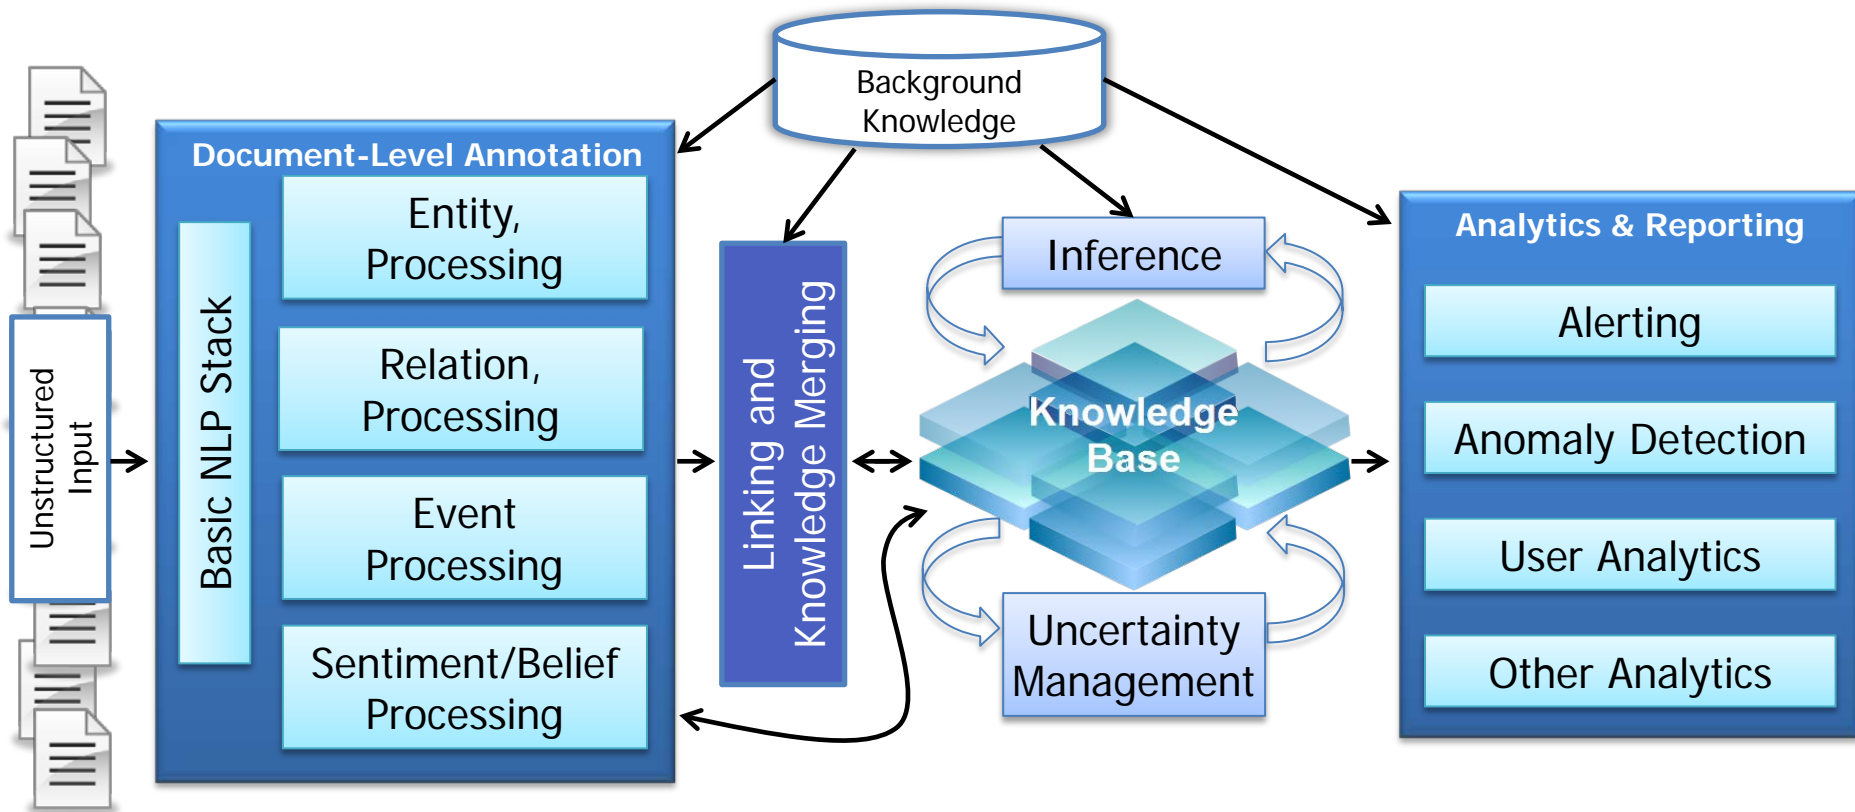 Background
Knowledge
Unstructured
Input
Document-Level Annotation
Basic NLP Stack
Entity,
Processing
Relation,
Processing
Event
Processing
Sentiment/Belief
Processing
Linking and
Knowledge Merging
Inference
Knowledge
Base
Uncertainty
Management
Analytics & Reporting
Alerting
Anomaly Detection
User Analytics
Other Analytics